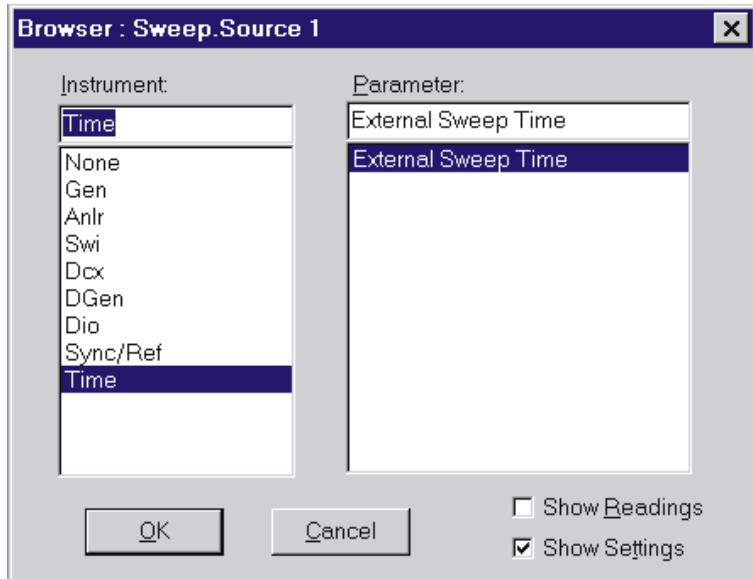 Browser : Sweep.Source 1
Instrument:
Time
None
Gen
Anlr
Swi
Dcx
DGen
Dio
Sync/Ref
Time
Parameter:
External Sweep Time
External Sweep Time
OK
Cancel
Show Readings
Show Settings